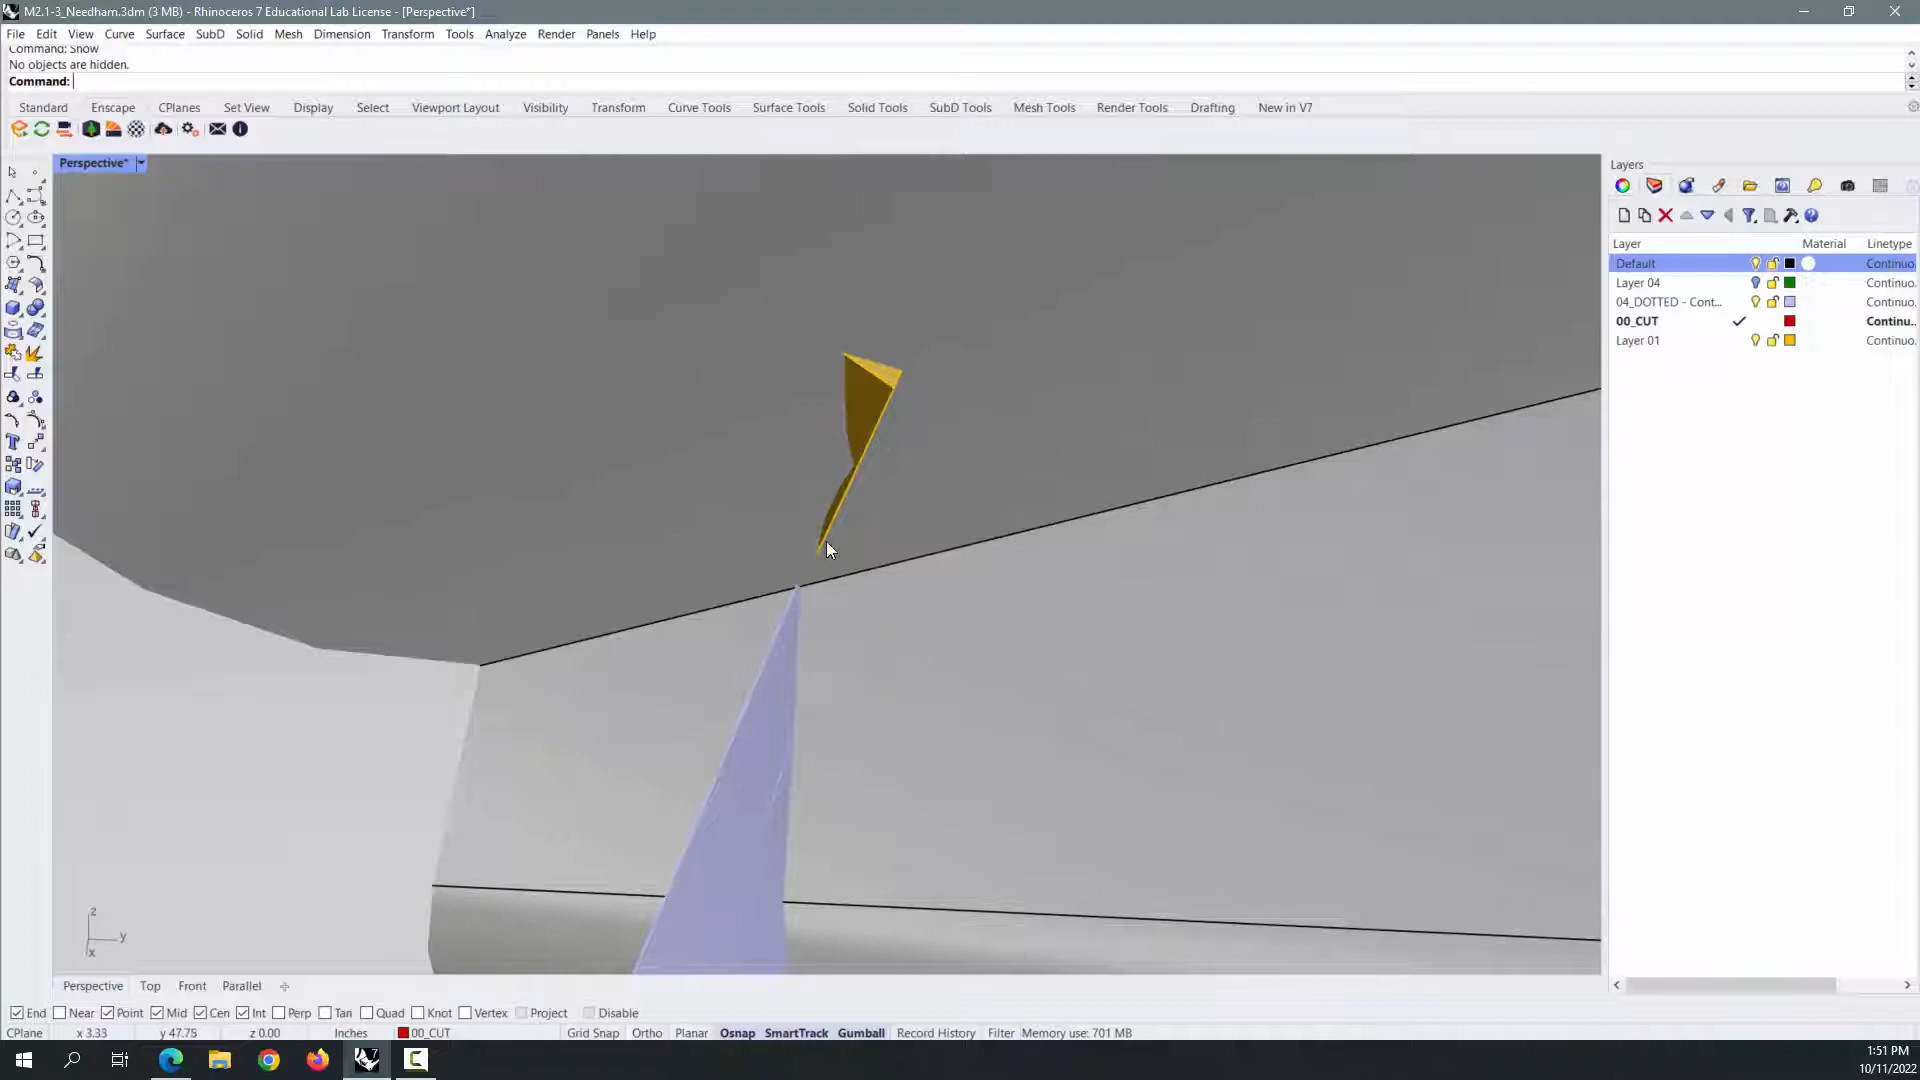 M2.1-3_Needham.3dm (3 MB) - Rhinoceros 7 Educational Lab License - [Perspective*]
File Edit View Curve Surface SubD Solid Mesh Dimension Transform Tools Analyze Render Panels Help
Command: Show
No objects are hidden.
Command:
Standard Enscape CPlanes Set View Display Select Viewport Layout Visibility Transform Curve Tools Surface Tools Solid Tools SubD Tools Mesh Tools Render Tools Drafting New in V7
Perspective*
Layers
Layer Material Linetype
Default Continuo.
Layer 04 Continuo.
04_DOTTED - Cont... Continuo.
00_CUT Continu..
Layer 01 Continuo.
z
y
x
Perspective Top Front Parallel
End Near Point Mid Cen Int Perp Tan Quad Knot Vertex Project Disable
CPlane x 3.33 y 47.75 z 0.00 Inches 00_CUT Grid Snap Ortho Planar Osnap SmartTrack Gumball Record History Filter Memory use: 701 MB
1:51 PM
10/11/2022